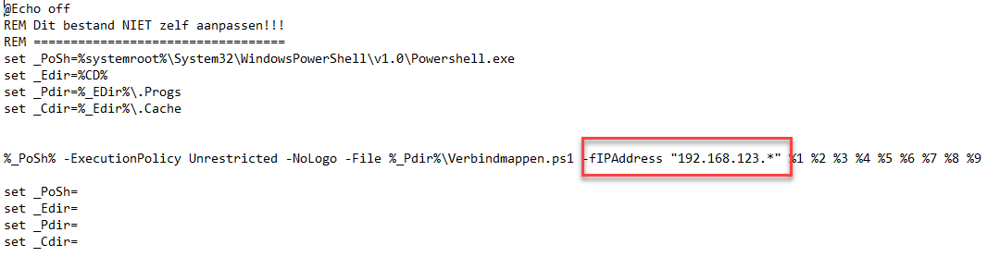 @Echo off
REM Dit bestand NIET zelf aanpassen!!!
REM ==================================
set _PoSh=%systemroot%\System32\WindowsPowerShell\v1.0\Powershell.exe
set _Edir=%CD%
set _Pdir=%_EDir%\.Progs
set _Cdir=%_Edir%\.Cache
%_PoSh% -ExecutionPolicy Unrestricted -NoLogo -File %_Pdir%\Verbindmappen.ps1 -fIPAddress "192.168.123.*" %1 %2 %3 %4 %5 %6 %7 %8 %9
set _PoSh=
set _Edir=
set _Pdir=
set _Cdir=